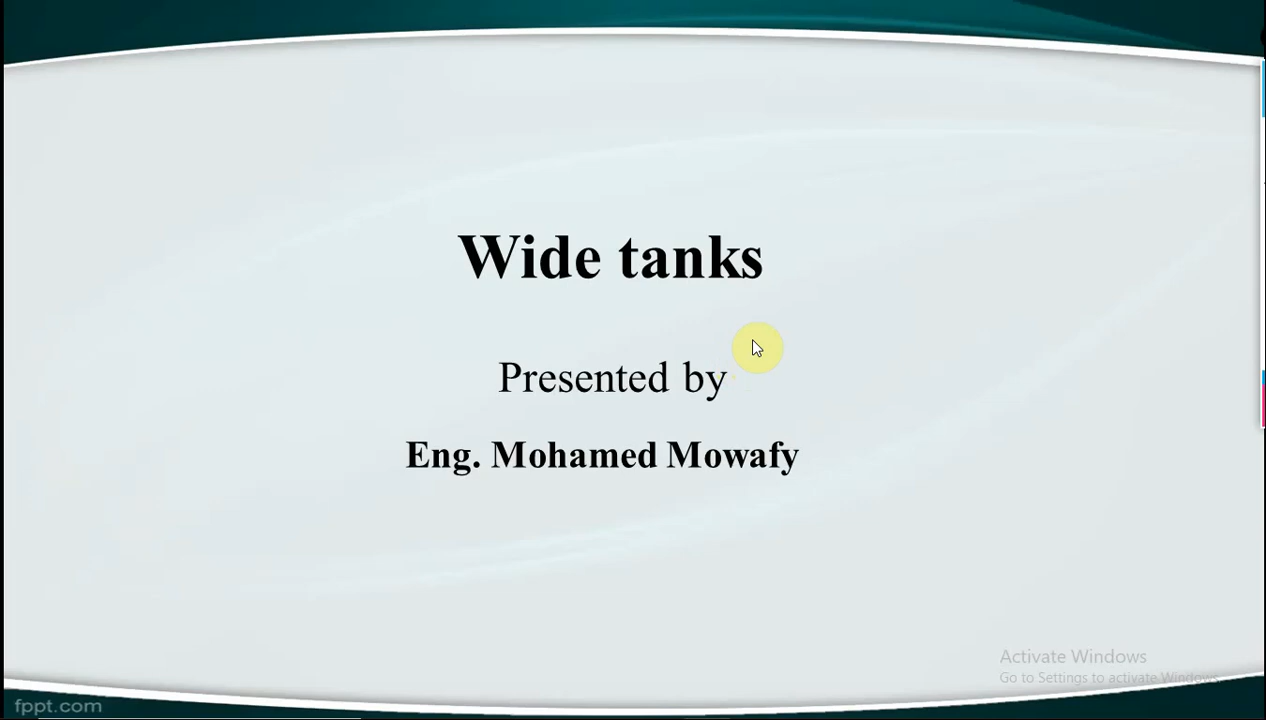 Wide tanks
Presented by
Eng. Mohamed Mowafy
Activate Windows
Go to Settings to activate Windows.
fppt.com